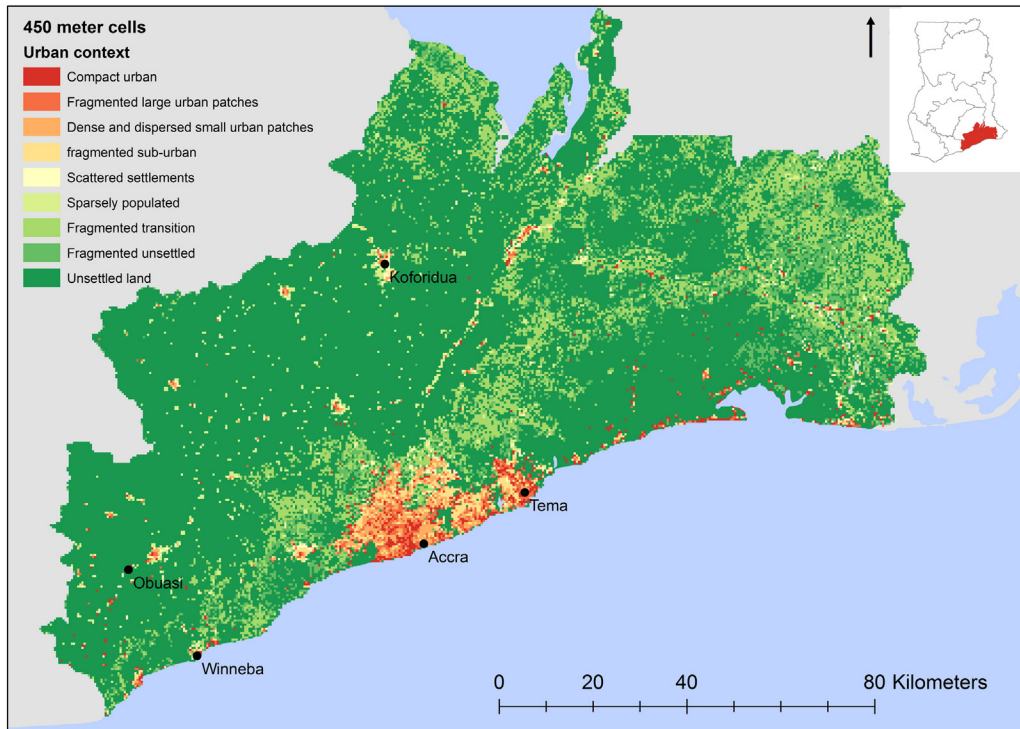 450 meter cells
Urban context
Compact urban
Fragmented large urban patches
Dense and dispersed small urban patches
fragmented sub-urban
Scattered settlements
Sparsely populated
Fragmented transition
Fragmented unsettled
Unsettled land
Koforidua
Tema
Accra
Obuasi
Winneba
0 20 40 80 Kilometers